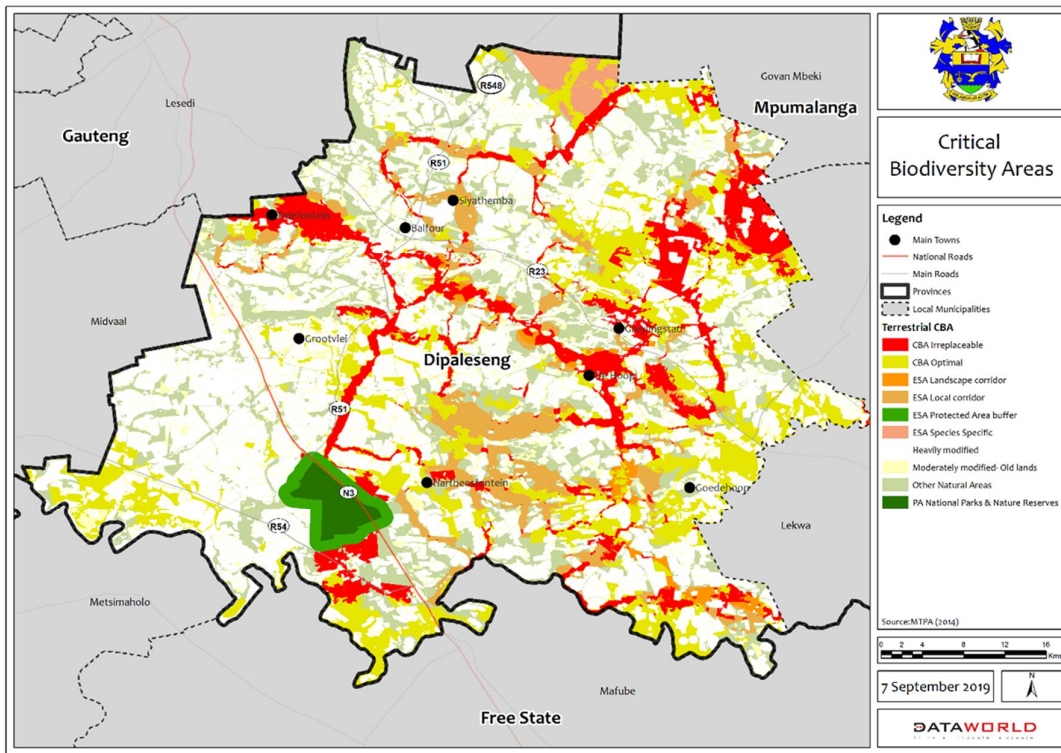 R548
Govan Mbeki
Lesedi
Mpumalanga
Gauteng
R51
Siyathemba
Balfour
R23
Midvaal
Grootvlei
Dipaleseng
R51
N3
Goedehoop
R54
Lekwa
Metsimaholo
Mafube
Free State
Critical
Biodiversity Areas
Legend
Main Towns
National Roads
Main Roads
Provinces
Local Municipalities
Terrestrial CBA
CBA Irreplaceable
CBA Optimal
ESA Landscape corridor
ESA Local corridor
ESA Protected Area buffer
ESA Species Specific
Heavily modified
Moderately modified- Old lands
Other Natural Areas
PA National Parks & Nature Reserves
Source:MTPA (2014)
0 2 4 8 12 16
Kms
7 September 2019
N
DATAWORLD